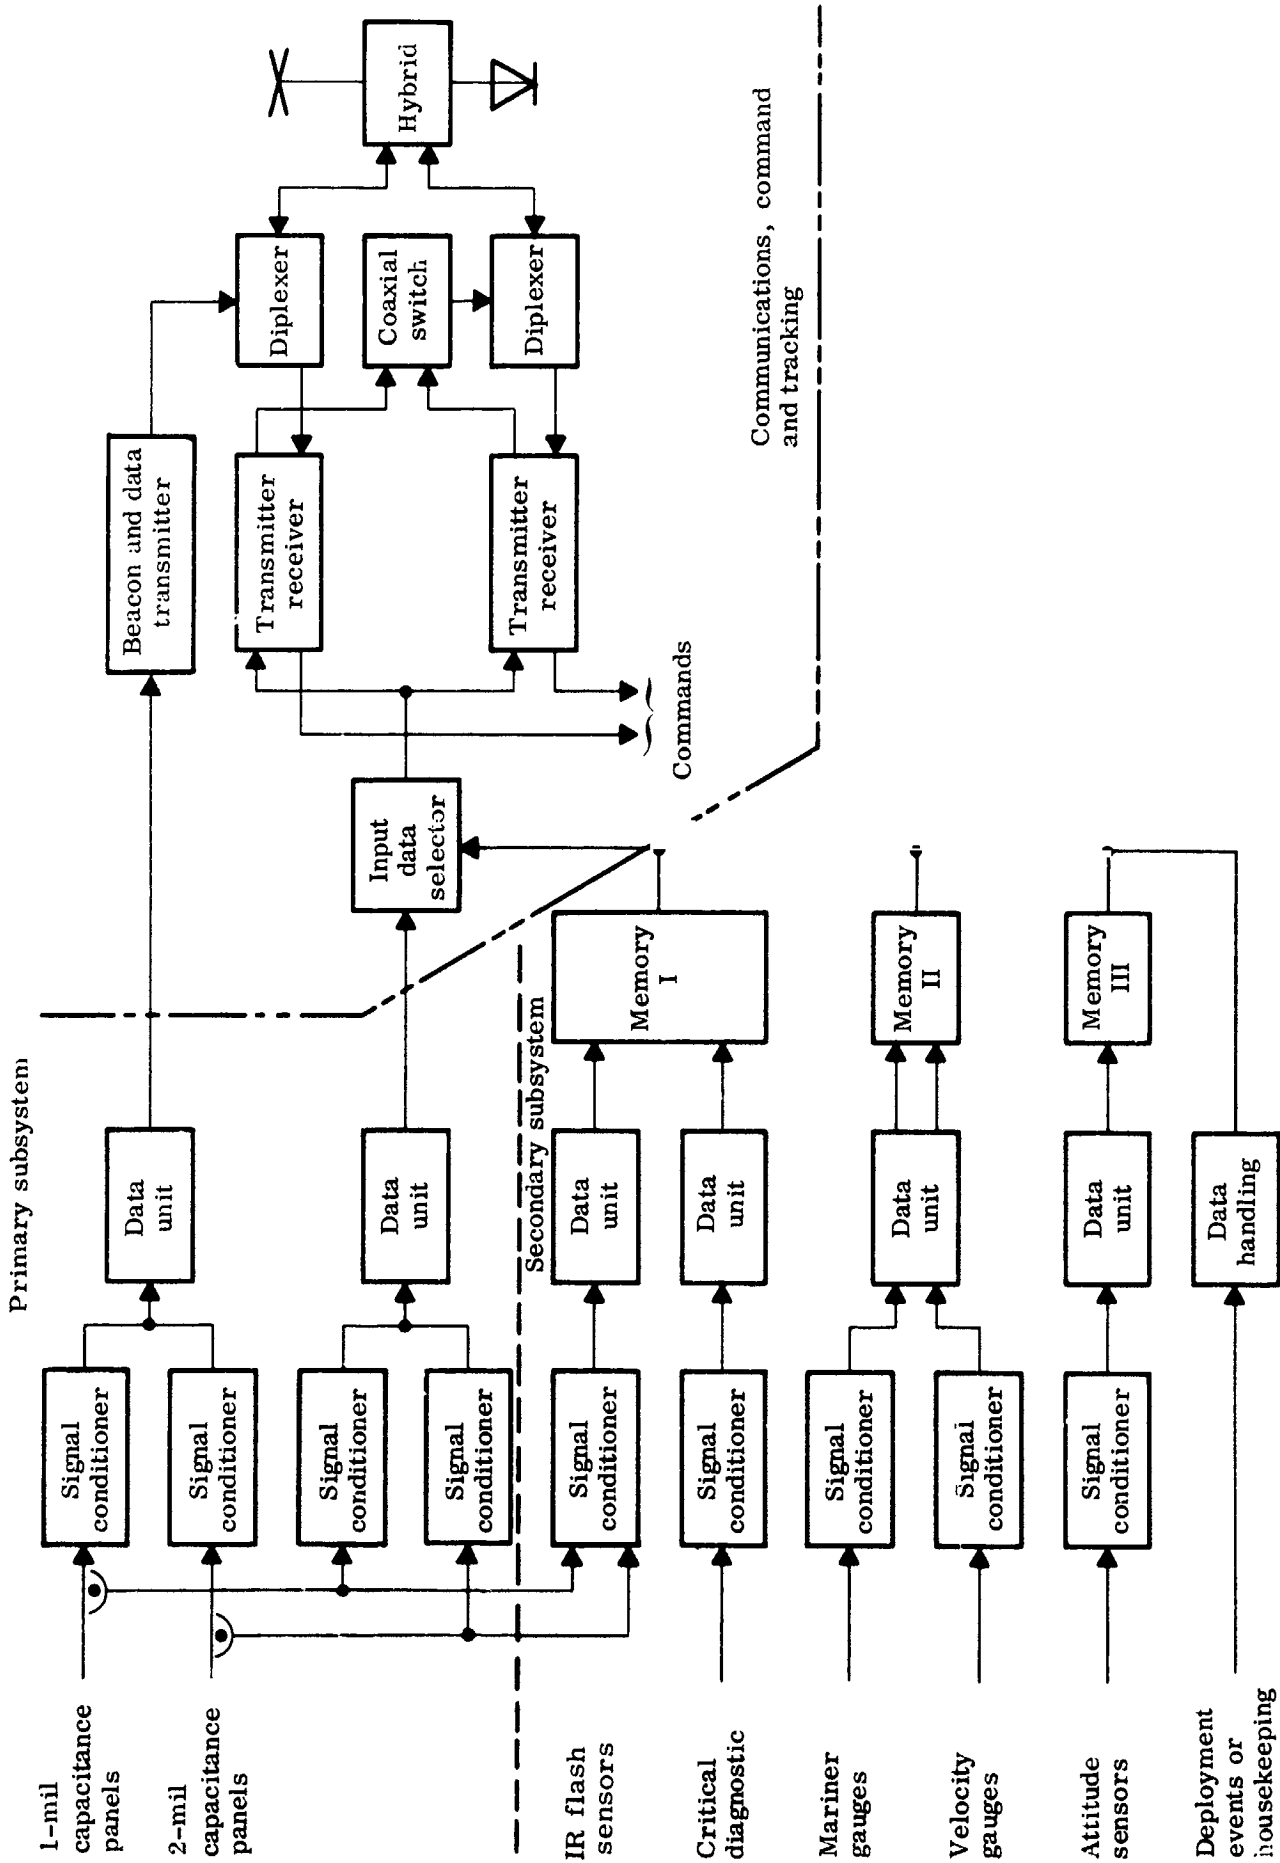 Primary subsystem
1-mil
capacitance
panels
2-mil
capacitance
panels
Signal
conditioner
Signal
conditioner
Signal
conditioner
Signal
conditioner
Data
unit
Data
unit
Secondary subsystem
IR flash
sensors
Critical
diagnostic
Mariner
gauges
Velocity
gauges
Attitude
sensors
Deployment
events or
housekeeping
Signal
conditioner
Signal
conditioner
Signal
conditioner
Signal
conditioner
Signal
conditioner
Data
unit
Data
unit
Data
unit
Data
unit
Data
handling
Memory
I
Memory
II
Memory
III
Input
data
selector
Commands
Beacon and data
transmitter
Transmitter
receiver
Transmitter
receiver
Diplexer
Coaxial
switch
Diplexer
Hybrid
Communications, command
and tracking